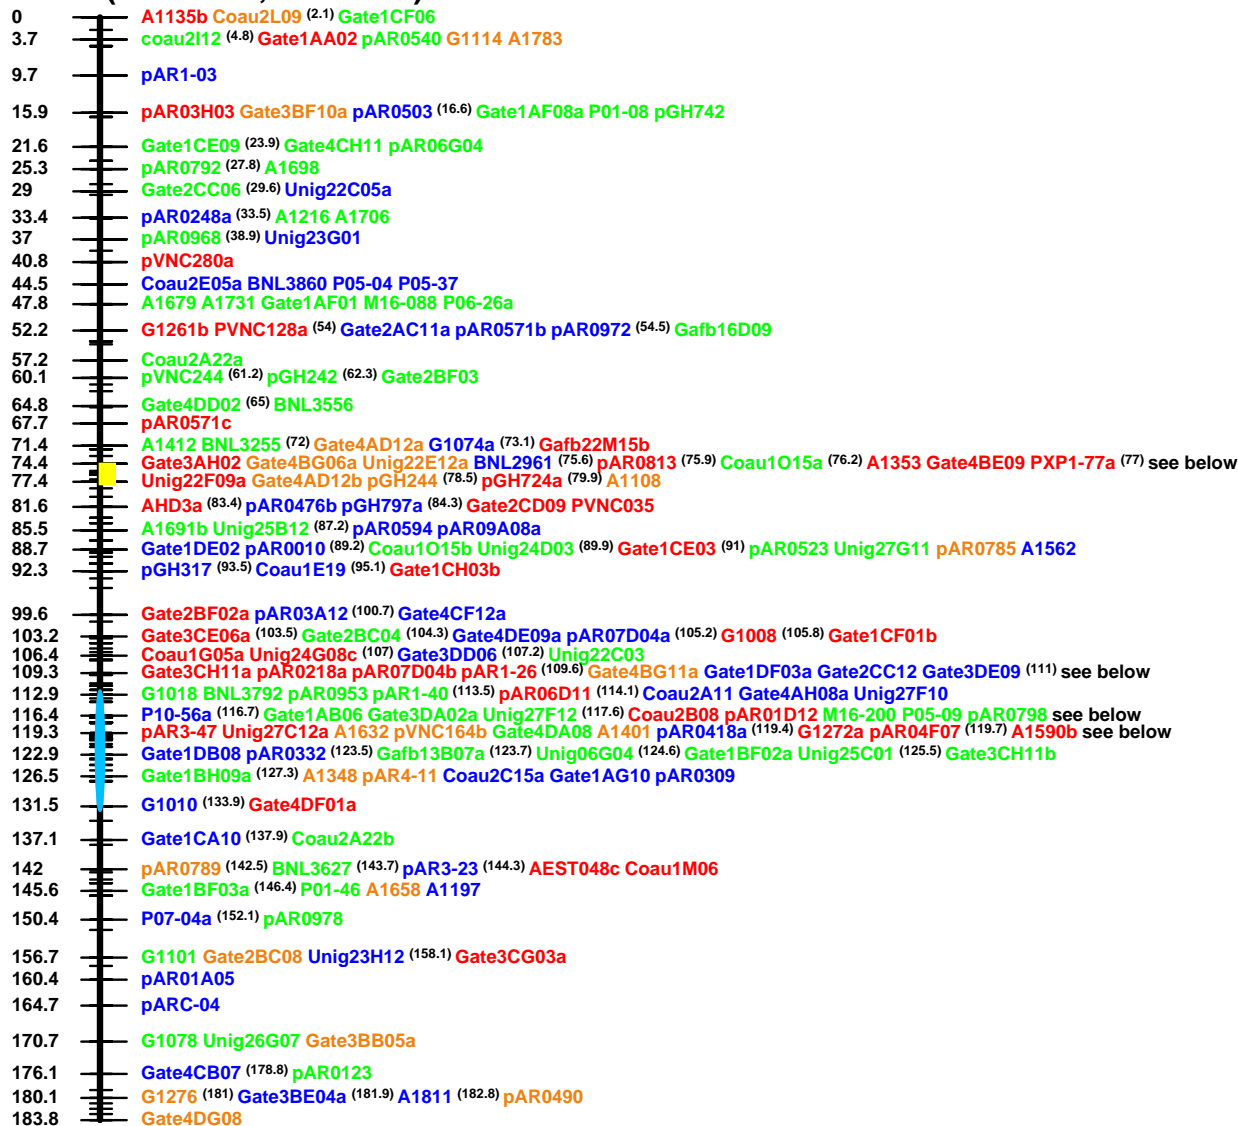 0 A1135b Coau2L09 (2.1) Gate1CF06
3.7 coau2I12 (4.8) Gate1AA02 pAR0540 G1114 A1783
9.7 pAR1-03
15.9 pAR03H03 Gate3BF10a pAR0503 (16.6) Gate1AF08a P01-08 pGH742
21.6 Gate1CE09 (23.9) Gate4CH11 pAR06G04
25.3 pAR0792 (27.8) A1698
29 Gate2CC06 (29.6) Unig22C05a
33.4 pAR0248a (33.5) A1216 A1706
37 pAR0968 (38.9) Unig23G01
40.8 pVNC280a
44.5 Coau2E05a BNL3860 P05-04 P05-37
47.8 A1679 A1731 Gate1AF01 M16-088 P06-26a
52.2 G1261b PVNC128a (54) Gate2AC11a pAR0571b pAR0972 (54.5) Gafb16D09
57.2 Coau2A22a
60.1 pVNC244 (61.2) pGH242 (62.3) Gate2BF03
64.8 Gate4DD02 (65) BNL3556
67.7 pAR0571c
71.4 A1412 BNL3255 (72) Gate4AD12a G1074a (73.1) Gafb22M15b
74.4 Gate3AH02 Gate4BG06a Unig22E12a BNL2961 (75.6) pAR0813 (75.9) Coau1O15a (76.2) A1353 Gate4BE09 PXP1-77a (77) see below
77.4 Unig22F09a Gate4AD12b pGH244 (78.5) pGH724a (79.9) A1108
81.6 AHD3a (83.4) pAR0476b pGH797a (84.3) Gate2CD09 PVNC035
85.5 A1691b Unig25B12 (87.2) pAR0594 pAR09A08a
88.7 Gate1DE02 pAR0010 (89.2) Coau1O15b Unig24D03 (89.9) Gate1CE03 (91) pAR0523 Unig27G11 pAR0785 A1562
92.3 pGH317 (93.5) Coau1E19 (95.1) Gate1CH03b
99.6 Gate2BF02a pAR03A12 (100.7) Gate4CF12a
103.2 Gate3CE06a (103.5) Gate2BC04 (104.3) Gate4DE09a pAR07D04a (105.2) G1008 (105.8) Gate1CF01b
106.4 Coau1G05a Unig24G08c (107) Gate3DD06 (107.2) Unig22C03
109.3 Gate3CH11a pAR0218a pAR07D04b pAR1-26 (109.6) Gate4BG11a Gate1DF03a Gate2CC12 Gate3DE09 (111) see below
112.9 G1018 BNL3792 pAR0953 pAR1-40 (113.5) pAR06D11 (114.1) Coau2A11 Gate4AH08a Unig27F10
116.4 P10-56a (116.7) Gate1AB06 Gate3DA02a Unig27F12 (117.6) Coau2B08 pAR01D12 M16-200 P05-09 pAR0798 see below
119.3 pAR3-47 Unig27C12a A1632 pVNC164b Gate4DA08 A1401 pAR0418a (119.4) G1272a pAR04F07 (119.7) A1590b see below
122.9 Gate1DB08 pAR0332 (123.5) Gafb13B07a (123.7) Unig06G04 (124.6) Gate1BF02a Unig25C01 (125.5) Gate3CH11b
126.5 Gate1BH09a (127.3) A1348 pAR4-11 Coau2C15a Gate1AG10 pAR0309
131.5 G1010 (133.9) Gate4DF01a
137.1 Gate1CA10 (137.9) Coau2A22b
142 pAR0789 (142.5) BNL3627 (143.7) pAR3-23 (144.3) AEST048c Coau1M06
145.6 Gate1BF03a (146.4) P01-46 A1658 A1197
150.4 P07-04a (152.1) pAR0978
156.7 G1101 Gate2BC08 Unig23H12 (158.1) Gate3CG03a
160.4 pAR01A05
164.7 pARC-04
170.7 G1078 Unig26G07 Gate3BB05a
176.1 Gate4CB07 (178.8) pAR0123
180.1 G1276 (181) Gate3BE04a (181.9) A1811 (182.8) pAR0490
183.8 Gate4DG08